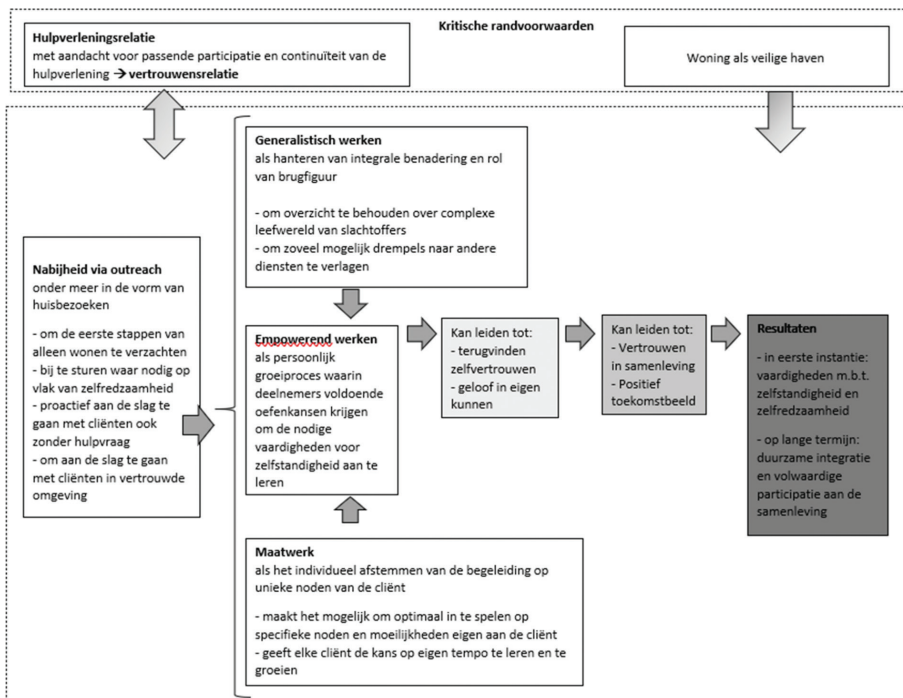 Kritische randvoorwaarden
Hulpverleningsrelatie
met aandacht voor passende participatie en continuïteit van de
hulpverlening → vertrouwensrelatie
Woning als veilige haven
Nabijheid via outreach
onder meer in de vorm van
huisbezoeken
- om de eerste stappen van
alleen wonen te verzachten
- bij te sturen waar nodig op
vlak van zelfredzaamheid
- proactief aan de slag te
gaan met cliënten ook
zonder hulpvraag
- om aan de slag te gaan
met cliënten in vertrouwde
omgeving
Generalistisch werken
als hanteren van integrale benadering en rol
van brugfiguur
- om overzicht te behouden over complexe
leefwereld van slachtoffers
- om zoveel mogelijk drempels naar andere
diensten te verlagen
Empowerend werken
als persoonlijk
groeiproces waarin
deelnemers voldoende
oefenkansen krijgen
om de nodige
vaardigheden voor
zelfstandigheid aan te
leren
Maatwerk
als het individueel afstemmen van de begeleiding op
unieke noden van de cliënt
- maakt het mogelijk om optimaal in te spelen op
specifieke noden en moeilijkheden eigen aan de cliënt
- geeft elke cliënt de kans op eigen tempo te leren en te
groeien
Kan leiden tot:
- terugvinden
zelfvertrouwen
- geloof in eigen
kunnen
Kan leiden tot:
- Vertrouwen
in samenleving
- Positief
toekomstbeeld
Resultaten
- in eerste instantie:
vaardigheden m.b.t.
zelfstandigheid en
zelfredzaamheid
- op lange termijn:
duurzame integratie
en volwaardige
participatie aan de
samenleving